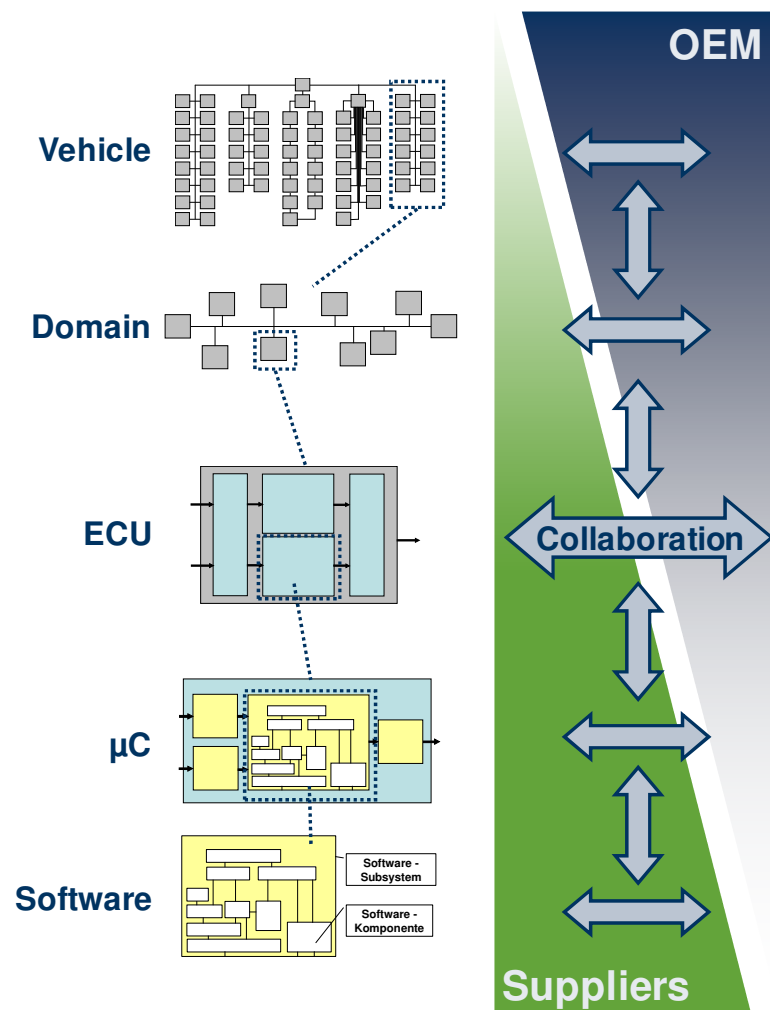 OEM
Vehicle
Domain
ECU
Collaboration
µC
Software
Software -
Subsystem
Software -
Komponente
Suppliers